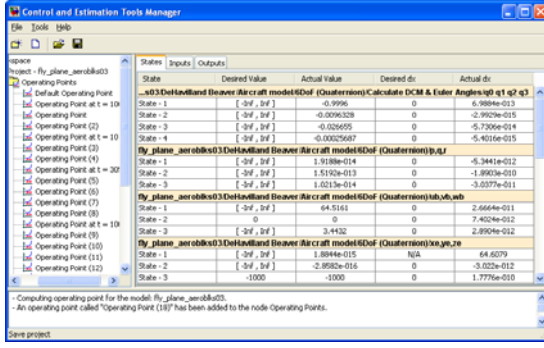 Control and Estimation Tools Manager
File Tools Help
Project - fly_plane_aeroblks03
Operating Points
Default Operating Point
Operating Point at t = 10
Operating Point
Operating Point (2)
Operating Point at t = 10
Operating Point (3)
Operating Point (4)
Operating Point at t = 30
Operating Point (5)
Operating Point (6)
Operating Point (7)
Operating Point (8)
Operating Point at t = 10
Operating Point (9)
Operating Point (10)
Operating Point (11)
Operating Point (12)
States Inputs Outputs
State Desired Value Actual Value Desired dx Actual dx
...s03/DeHavilland Beaver/Aircraft model/6DoF (Quaternion)/Calculate DCM & Euler Angles/q0 q1 q2 q3
State - 1 [ -Inf , Inf ] -0.9996 0 6.9884e-013
State - 2 [ -Inf , Inf ] -0.0096328 0 -2.9929e-015
State - 3 [ -Inf , Inf ] -0.026655 0 -5.7306e-014
State - 4 [ -Inf , Inf ] -0.00025687 0 -5.4016e-015
fly_plane_aeroblks03/DeHavilland Beaver/Aircraft model/6DoF (Quaternion)/p,q,r
State - 1 [ -Inf , Inf ] 1.9188e-014 0 -5.3441e-012
State - 2 [ -Inf , Inf ] 1.5192e-013 0 -1.8903e-010
State - 3 [ -Inf , Inf ] 1.0213e-014 0 -3.0377e-011
fly_plane_aeroblks03/DeHavilland Beaver/Aircraft model/6DoF (Quaternion)/ub,vb,wb
State - 1 [ -Inf , Inf ] 64.5161 0 2.6664e-011
State - 2 0 0 0 7.4024e-012
State - 3 [ -Inf , Inf ] 3.4432 0 2.8904e-012
fly_plane_aeroblks03/DeHavilland Beaver/Aircraft model/6DoF (Quaternion)/xe,ye,ze
State - 1 [ -Inf , Inf ] 1.8844e-015 N/A 64.6079
State - 2 [ -Inf , Inf ] -2.8582e-016 0 -3.022e-012
State - 3 -1000 -1000 0 1.7776e-010
- Computing operating point for the model: fly_plane_aeroblks03.
- An operating point called "Operating Point (18)" has been added to the node Operating Points.
Save project